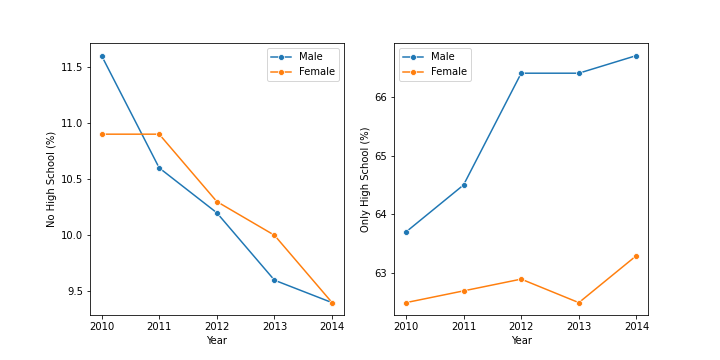 No High School (%)
11.5
11.0
10.5
10.0
9.5
2010 2011 2012 2013 2014
Year
Male
Female
Only High School (%)
66
65
64
63
2010 2011 2012 2013 2014
Year
Male
Female